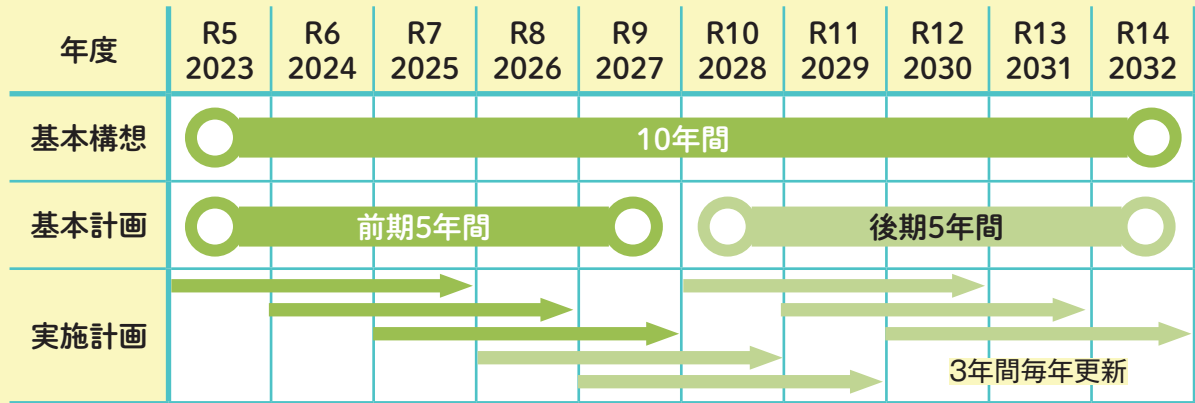 年度
R5
2023
R6
2024
R7
2025
R8
2026
R9
2027
R10
2028
R11
2029
R12
2030
R13
2031
R14
2032
基本構想
10年間
基本計画
前期5年間
後期5年間
実施計画
3年間毎年更新